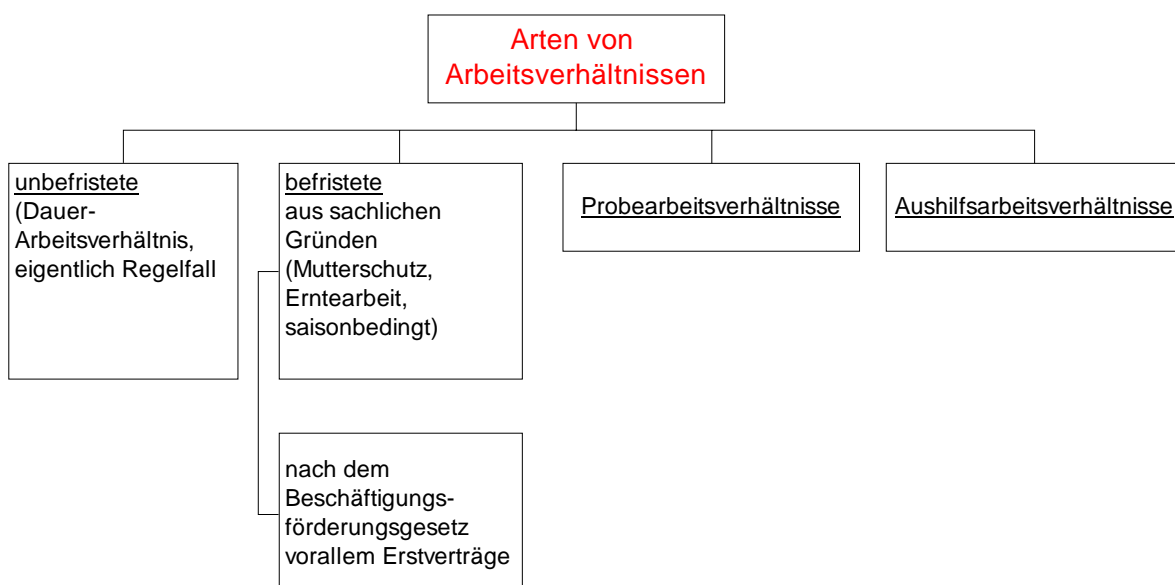 Arten von
Arbeitsverhältnissen
unbefristete
(Dauer-
Arbeitsverhältnis,
eigentlich Regelfall
befristete
aus sachlichen
Gründen
(Mutterschutz,
Erntearbeit,
saisonbedingt)
Probearbeitsverhältnisse
Aushilfsarbeitsverhältnisse
nach dem
Beschäftigungs-
förderungsgesetz
vorallem Erstverträge